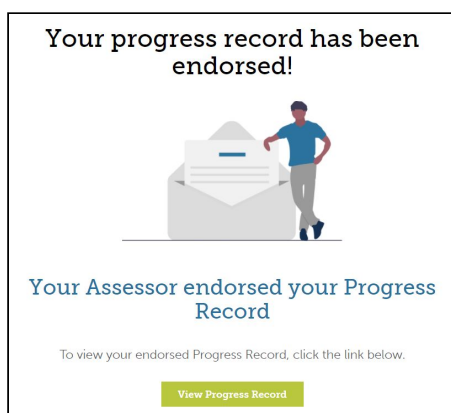 Your progress record has been
endorsed!
Your Assessor endorsed your Progress
Record
To view your endorsed Progress Record, click the link below.
View Progress Record